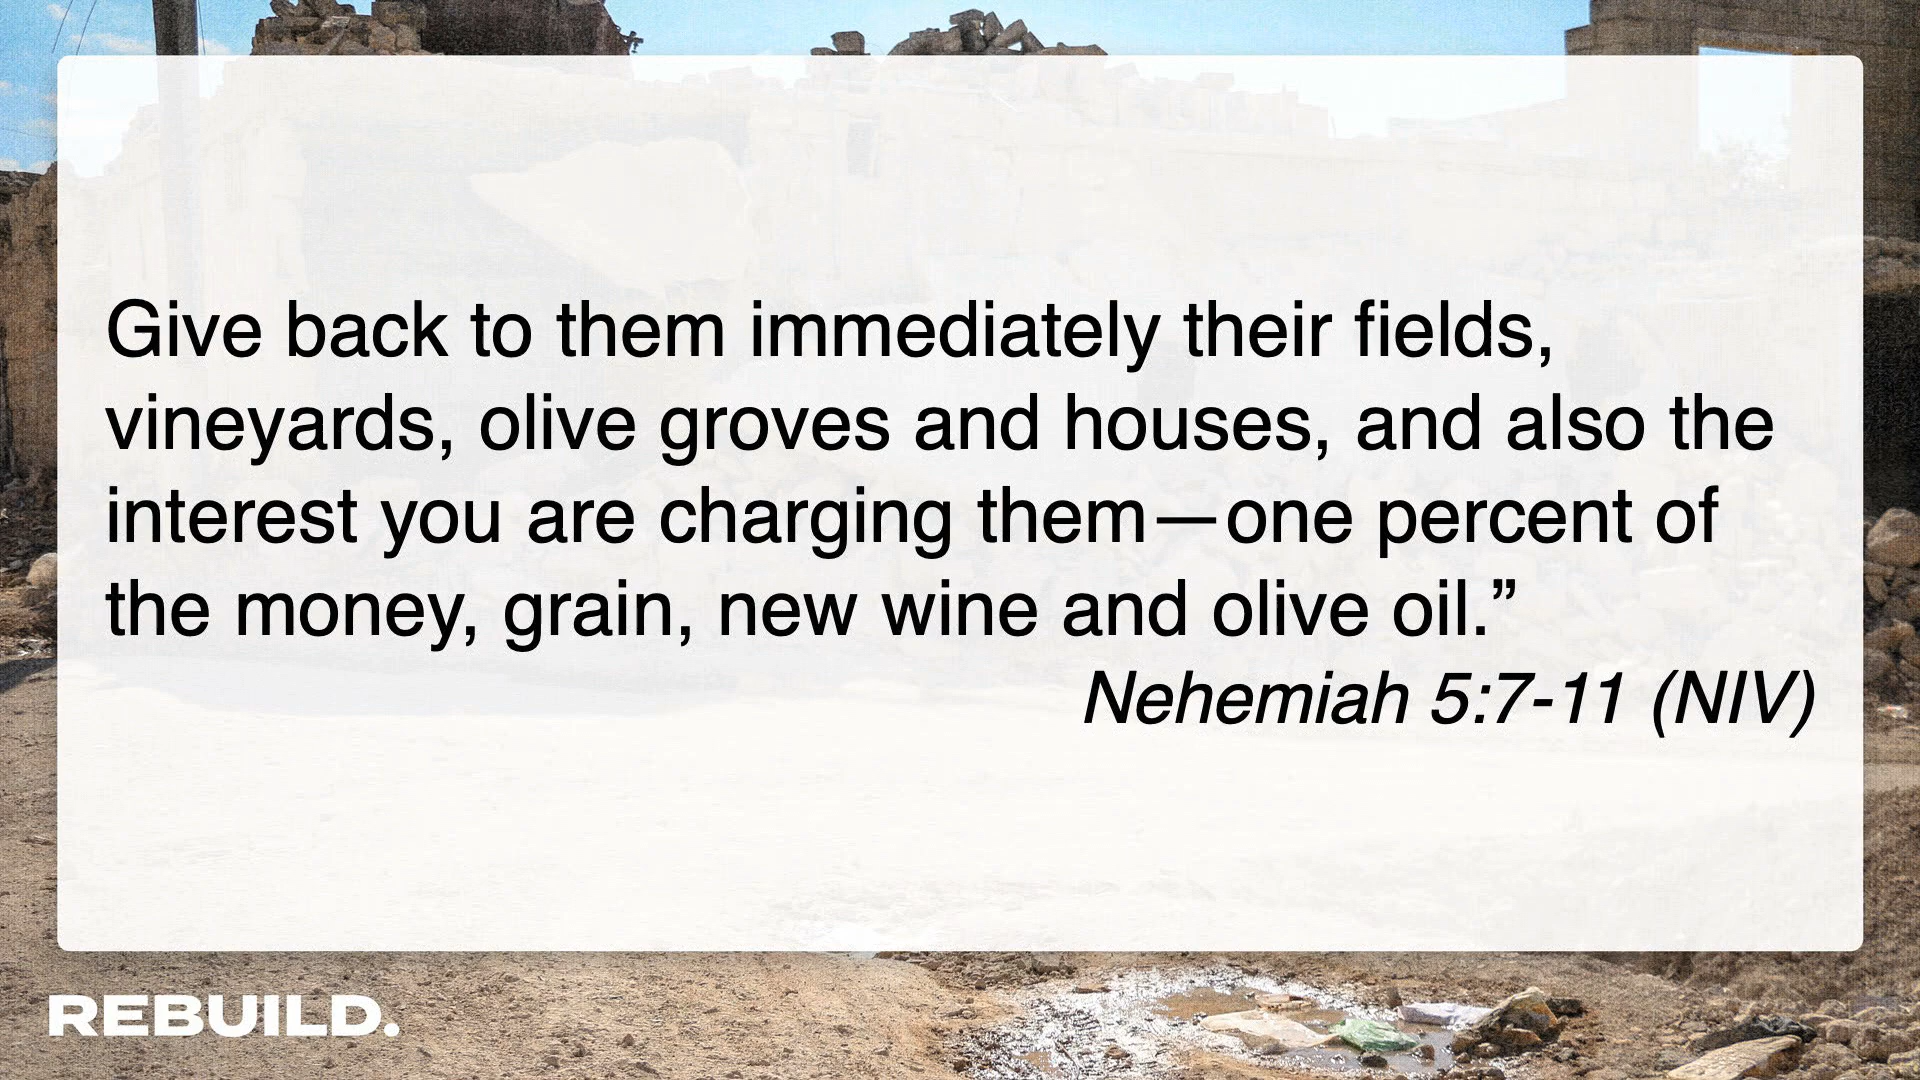 Give back to them immediately their fields,
vineyards, olive groves and houses, and also the
interest you are charging them—one percent of
the money, grain, new wine and olive oil.”
Nehemiah 5:7-11 (NIV)
REBUILD.